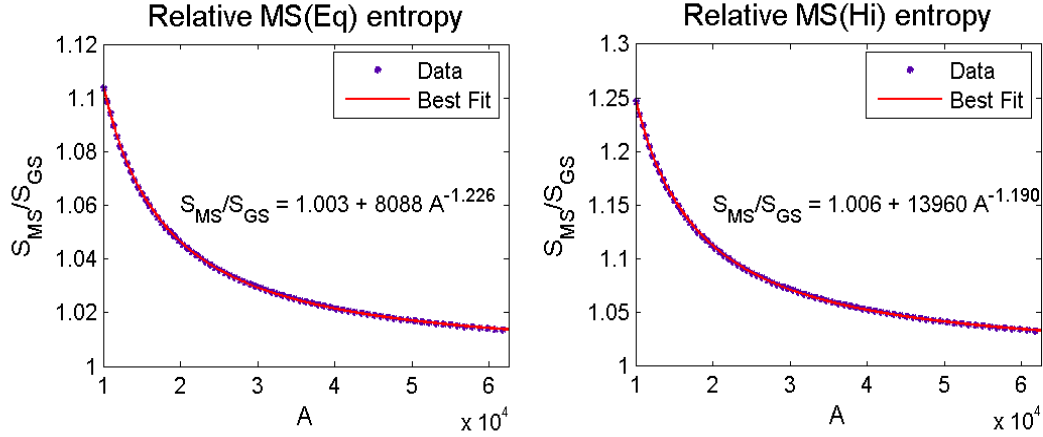 Relative MS(Eq) entropy
S_MS/S_GS
1.12
1.1
1.08
1.06
1.04
1.02
1
Data
Best Fit
S_MS/S_GS = 1.003 + 8088 A^-1.226
1
2
3
4
5
6
A
x 10^4
Relative MS(Hi) entropy
S_MS/S_GS
1.3
1.25
1.2
1.15
1.1
1.05
1
Data
Best Fit
S_MS/S_GS = 1.006 + 13960 A^-1.190
1
2
3
4
5
6
A
x 10^4